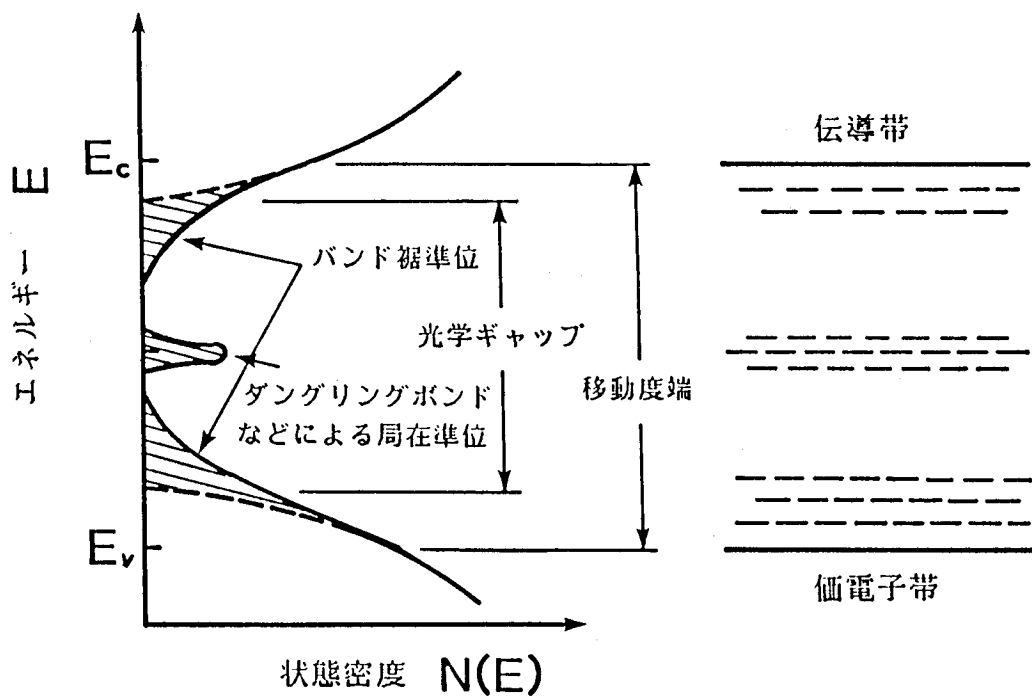 エネルギー E
Ec
Ev
バンド裾準位
光学ギャップ
ダングリングボンド
などによる局在準位
移動度端
状態密度 N(E)
伝導帯
価電子帯